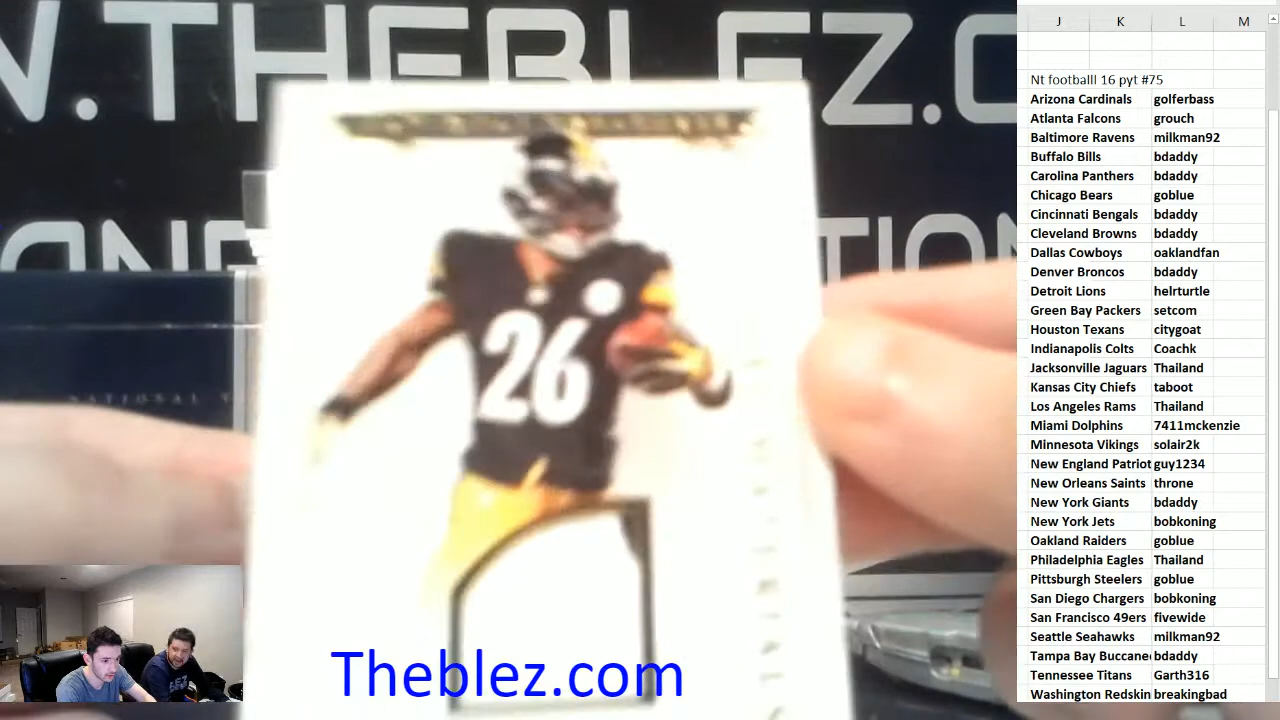 W.THEBLEZ.C
26
NATIONAL
Theblez.com
J K L M
Nt footballl 16 pyt #75
Arizona Cardinals golferbass
Atlanta Falcons grouch
Baltimore Ravens milkman92
Buffalo Bills bdaddy
Carolina Panthers bdaddy
Chicago Bears goblue
Cincinnati Bengals bdaddy
Cleveland Browns bdaddy
Dallas Cowboys oaklandfan
Denver Broncos bdaddy
Detroit Lions helrturtle
Green Bay Packers setcom
Houston Texans citygoat
Indianapolis Colts Coachk
Jacksonville Jaguars Thailand
Kansas City Chiefs taboot
Los Angeles Rams Thailand
Miami Dolphins 7411mckenzie
Minnesota Vikings solair2k
New England Patriot guy1234
New Orleans Saints throne
New York Giants bdaddy
New York Jets bobkoning
Oakland Raiders goblue
Philadelphia Eagles Thailand
Pittsburgh Steelers goblue
San Diego Chargers bobkoning
San Francisco 49ers fivewide
Seattle Seahawks milkman92
Tampa Bay Buccanee bdaddy
Tennessee Titans Garth316
Washington Redskin breakingbad